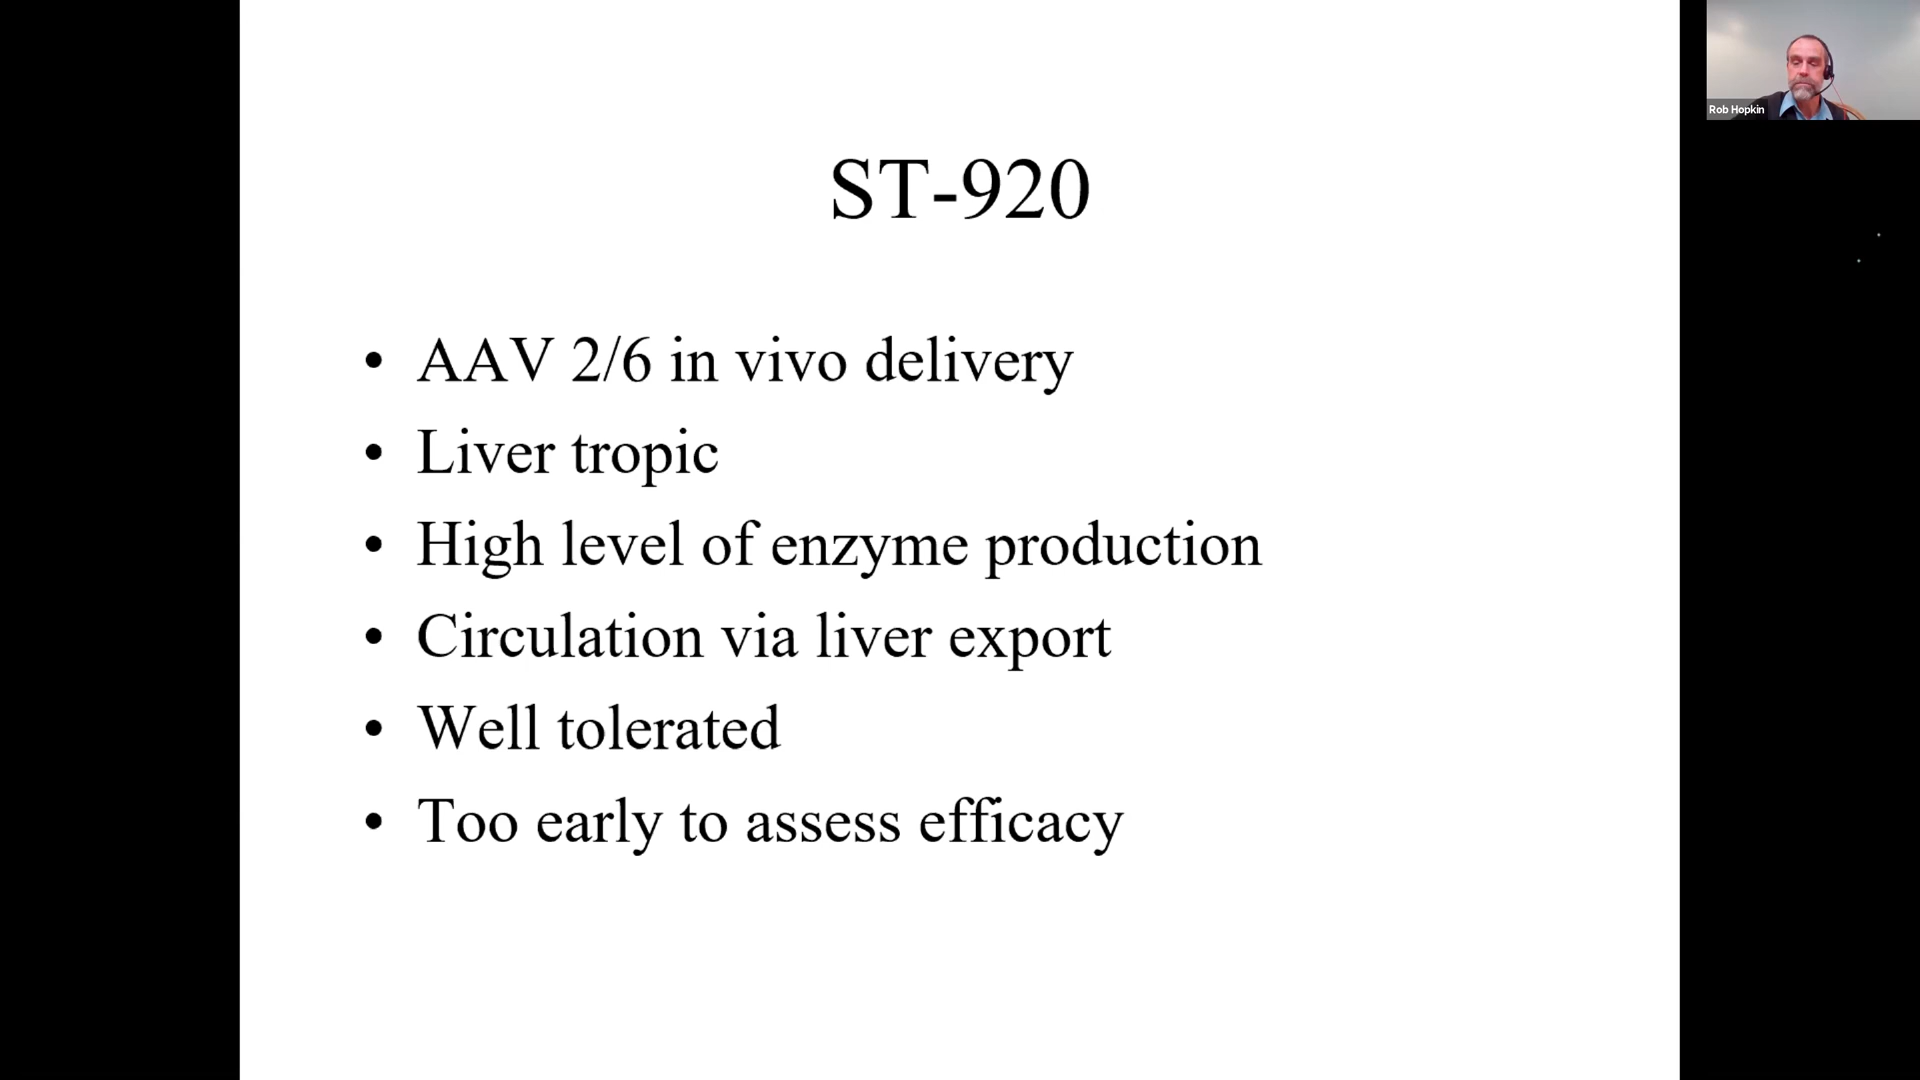 ST-920
• AAV 2/6 in vivo delivery
• Liver tropic
• High level of enzyme production
• Circulation via liver export
• Well tolerated
• Too early to assess efficacy
Rob Hopkin